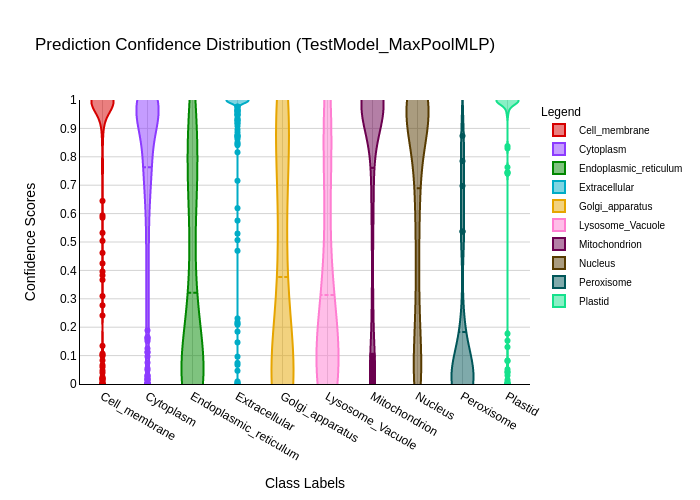 Prediction Confidence Distribution (TestModel_MaxPoolMLP)
Legend
Cell_membrane
Cytoplasm
Endoplasmic_reticulum
Extracellular
Golgi_apparatus
Lysosome_Vacuole
Mitochondrion
Nucleus
Peroxisome
Plastid
Confidence Scores
1
0.9
0.8
0.7
0.6
0.5
0.4
0.3
0.2
0.1
0
Cell_membrane
Cytoplasm
Endoplasmic_reticulum
Extracellular
Golgi_apparatus
Lysosome_Vacuole
Mitochondrion
Nucleus
Peroxisome
Plastid
Class Labels